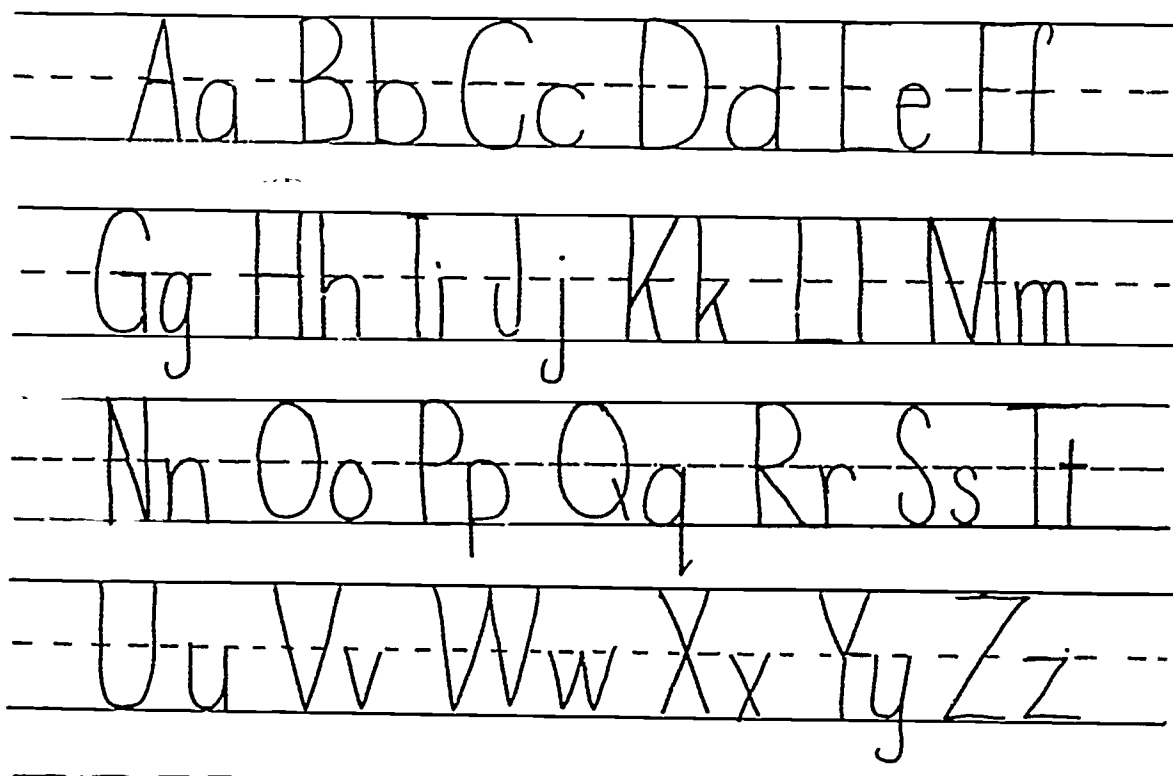 Aa Bb Cc Dd Ee Ff
Gg Hh Ii Jj Kk Ll Mm
Nn Oo Pp Qq Rr Ss Tt
Uu Vv Ww Xx Yy Zz